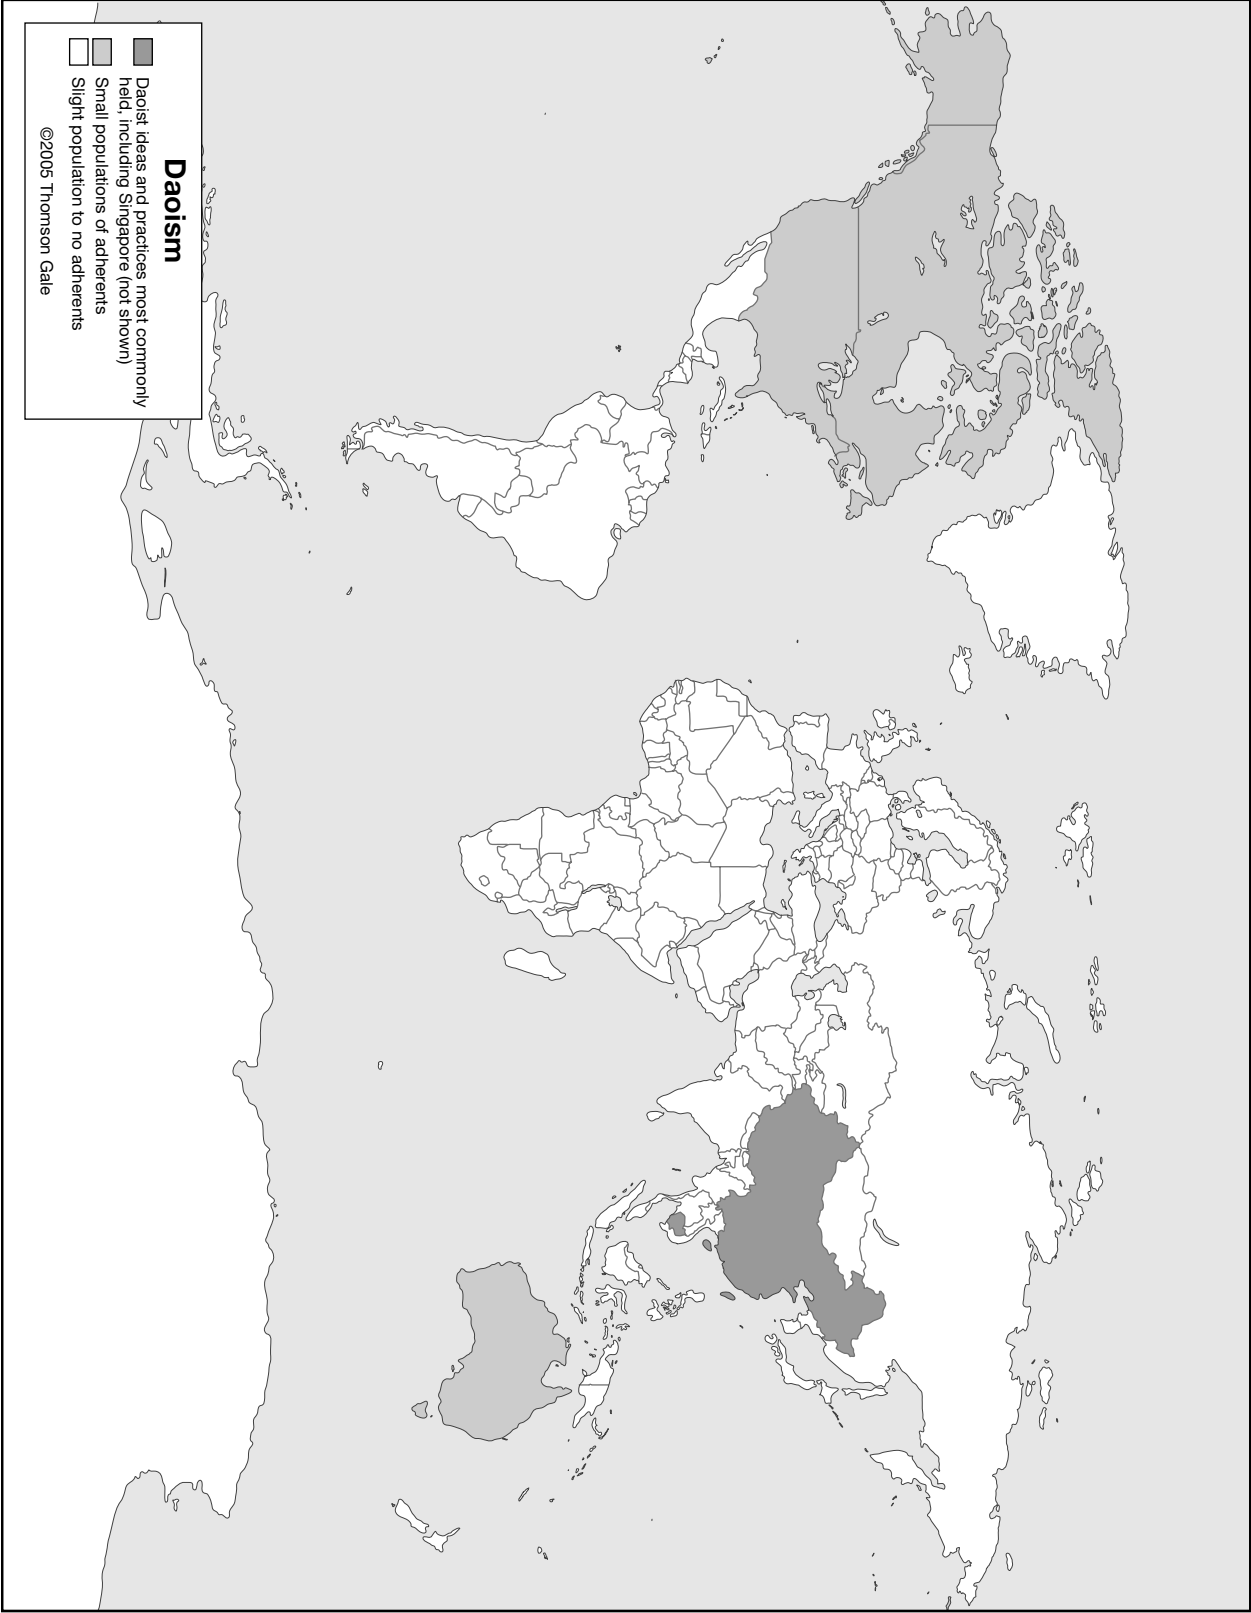 Daoism
Daoist ideas and practices most commonly
held, including Singapore (not shown)
Small populations of adherents
Slight population to no adherents
©2005 Thomson Gale